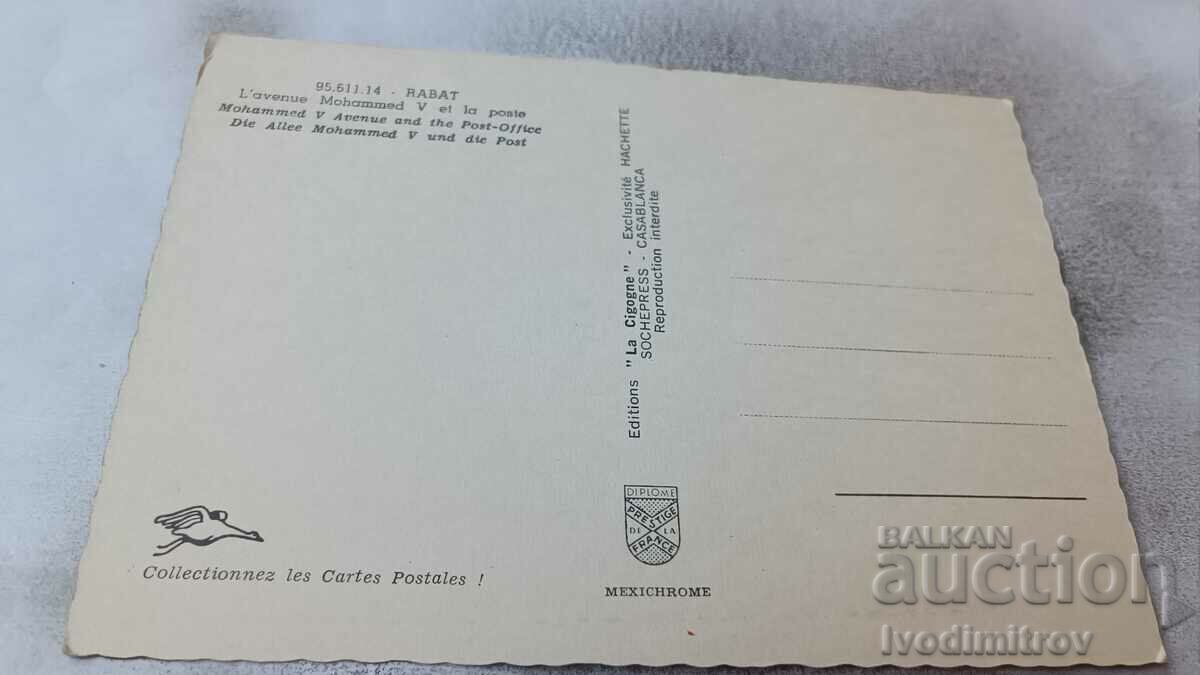 95.611.14 - RABAT
L'avenue Mohammed V et la poste
Mohammed V Avenue and the Post-Office
Die Allee Mohammed V und die Post
Editions "La Cigogne" - Exclusivité HACHETTE
SOCHEPRESS - CASABLANCA
Reproduction interdite
DIPLOME
PRESTIGE
DE LA
FRANCE
MEXICHROME
Collectionnez les Cartes Postales !
BALKAN
auction
Ivodimitrov